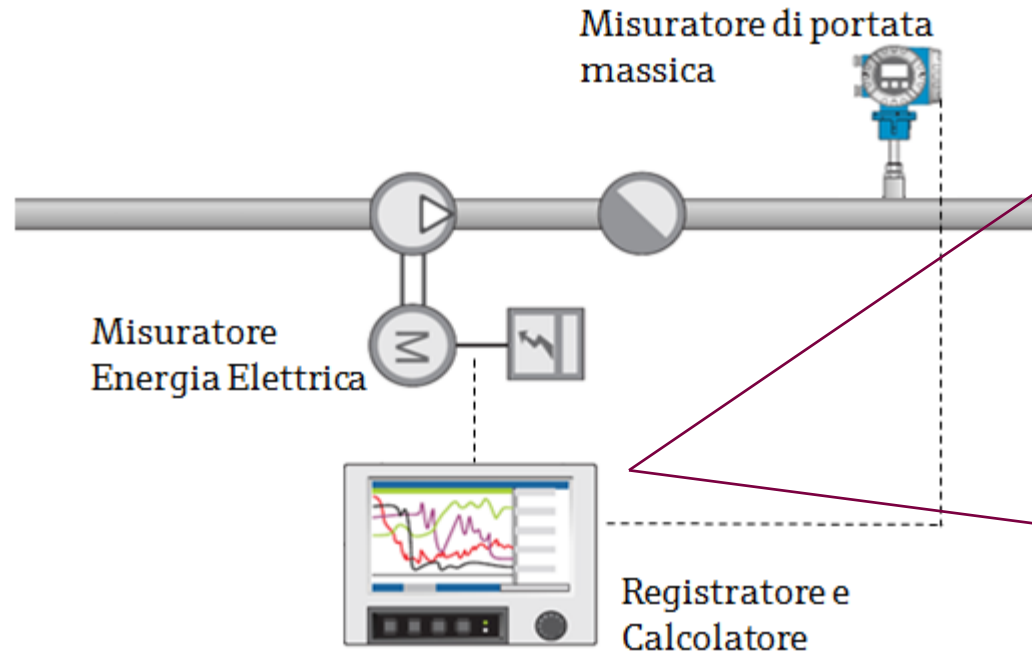 Misuratore di portata
massica
Misuratore
Energia Elettrica
M
Registratore e
Calcolatore